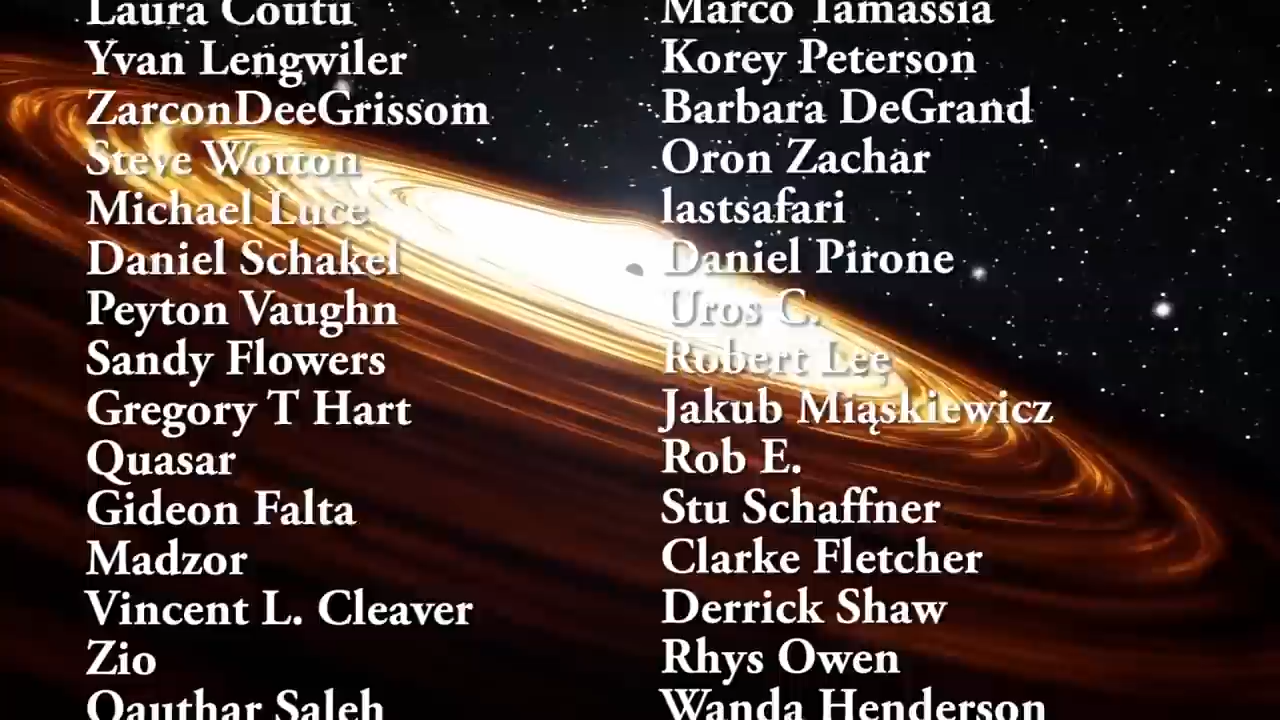 Laura Coutu
Yvan Lengwiler
ZarconDeeGrissom
Steve Wotton
Michael Luce
Daniel Schakel
Peyton Vaughn
Sandy Flowers
Gregory T Hart
Quasar
Gideon Falta
Madzor
Vincent L. Cleaver
Zio
Qauthar Saleh
Marco Tamassia
Korey Peterson
Barbara DeGrand
Oron Zachar
lastsafari
Daniel Pirone
Uros C.
Robert Lee
Jakub Miąskiewicz
Rob E.
Stu Schaffner
Clarke Fletcher
Derrick Shaw
Rhys Owen
Wanda Henderson